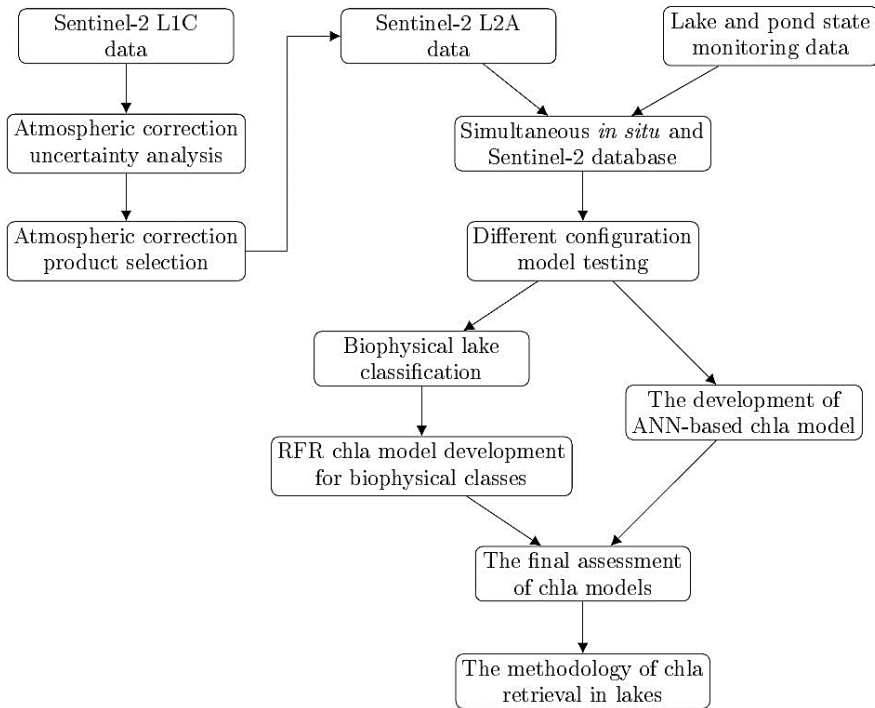 Sentinel-2 L1C
data
Sentinel-2 L2A
data
Lake and pond state
monitoring data
Atmospheric correction
uncertainty analysis
Simultaneous in situ and
Sentinel-2 database
Atmospheric correction
product selection
Different configuration
model testing
Biophysical lake
classification
The development of
ANN-based chla model
RFR chla model development
for biophysical classes
The final assessment
of chla models
The methodology of chla
retrieval in lakes